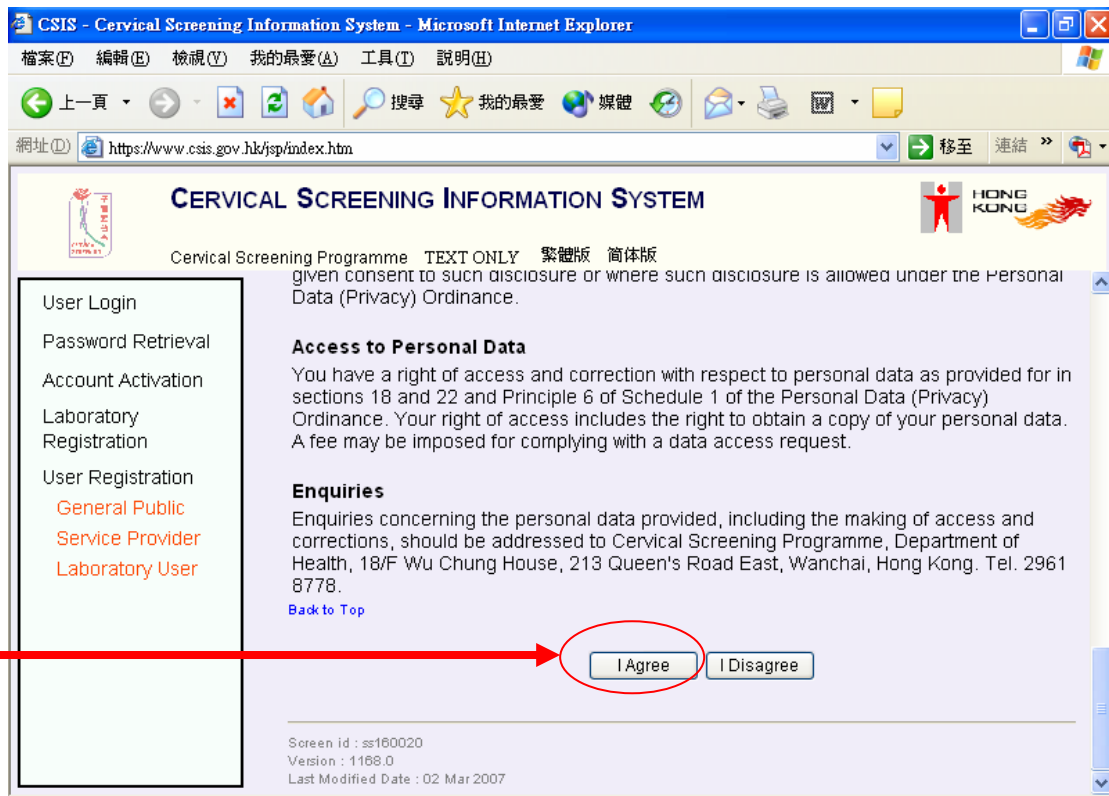 CSIS - Cervical Screening Information System - Microsoft Internet Explorer
檔案(F) 編輯(E) 檢視(V) 我的最愛(A) 工具(T) 說明(H)
上一頁 搜尋 我的最愛 媒體
網址(D) https://www.csis.gov.hk/jsp/index.htm 移至 連結 »
CERVICAL SCREENING INFORMATION SYSTEM
HONG KONG
Cervical Screening Programme TEXT ONLY 繁體版 简体版
User Login
Password Retrieval
Account Activation
Laboratory
Registration
User Registration
General Public
Service Provider
Laboratory User
given consent to such disclosure or where such disclosure is allowed under the Personal
Data (Privacy) Ordinance.
Access to Personal Data
You have a right of access and correction with respect to personal data as provided for in
sections 18 and 22 and Principle 6 of Schedule 1 of the Personal Data (Privacy)
Ordinance. Your right of access includes the right to obtain a copy of your personal data.
A fee may be imposed for complying with a data access request.
Enquiries
Enquiries concerning the personal data provided, including the making of access and
corrections, should be addressed to Cervical Screening Programme, Department of
Health, 18/F Wu Chung House, 213 Queen's Road East, Wanchai, Hong Kong. Tel. 2961
8778.
Back to Top
I Agree I Disagree
Screen id : ss160020
Version : 1168.0
Last Modified Date : 02 Mar 2007